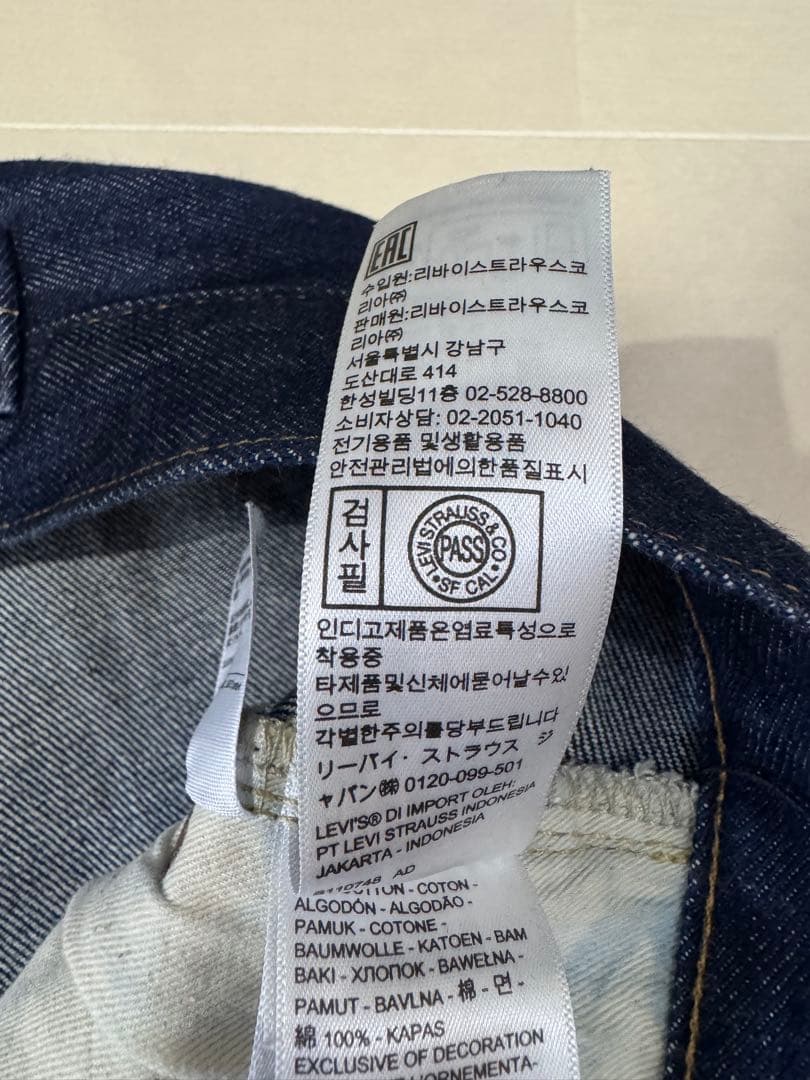 EAC
수입원:리바이스트라우스코
리아㈜
판매원:리바이스트라우스코
리아㈜
서울특별시 강남구
도산대로 414
한성빌딩11층 02-528-8800
소비자상담: 02-2051-1040
전기용품 및생활용품
안전관리법에의한품질표시
검사필
LEVI STRAUSS & CO
PASS
SF CAL
인디고제품은염료특성으로
착용중
타제품및신체에묻어날수있
으므로
각별한주의를당부드립니다
リーバイ・ストラウス ジ
ャパン㈱ 0120-099-501
LEVI'S® DI IMPORT OLEH:
PT LEVI STRAUSS INDONESIA
JAKARTA - INDONESIA
AD
- COTON -
ALGODÓN - ALGODÃO -
PAMUK - COTONE -
BAUMWOLLE - KATOEN - BAM
BAKI - ХЛОПОК - BAWEŁNA -
PAMUT - BAVLNA - 棉 - 면 -
綿 100% - KAPAS
EXCLUSIVE OF DECORATION